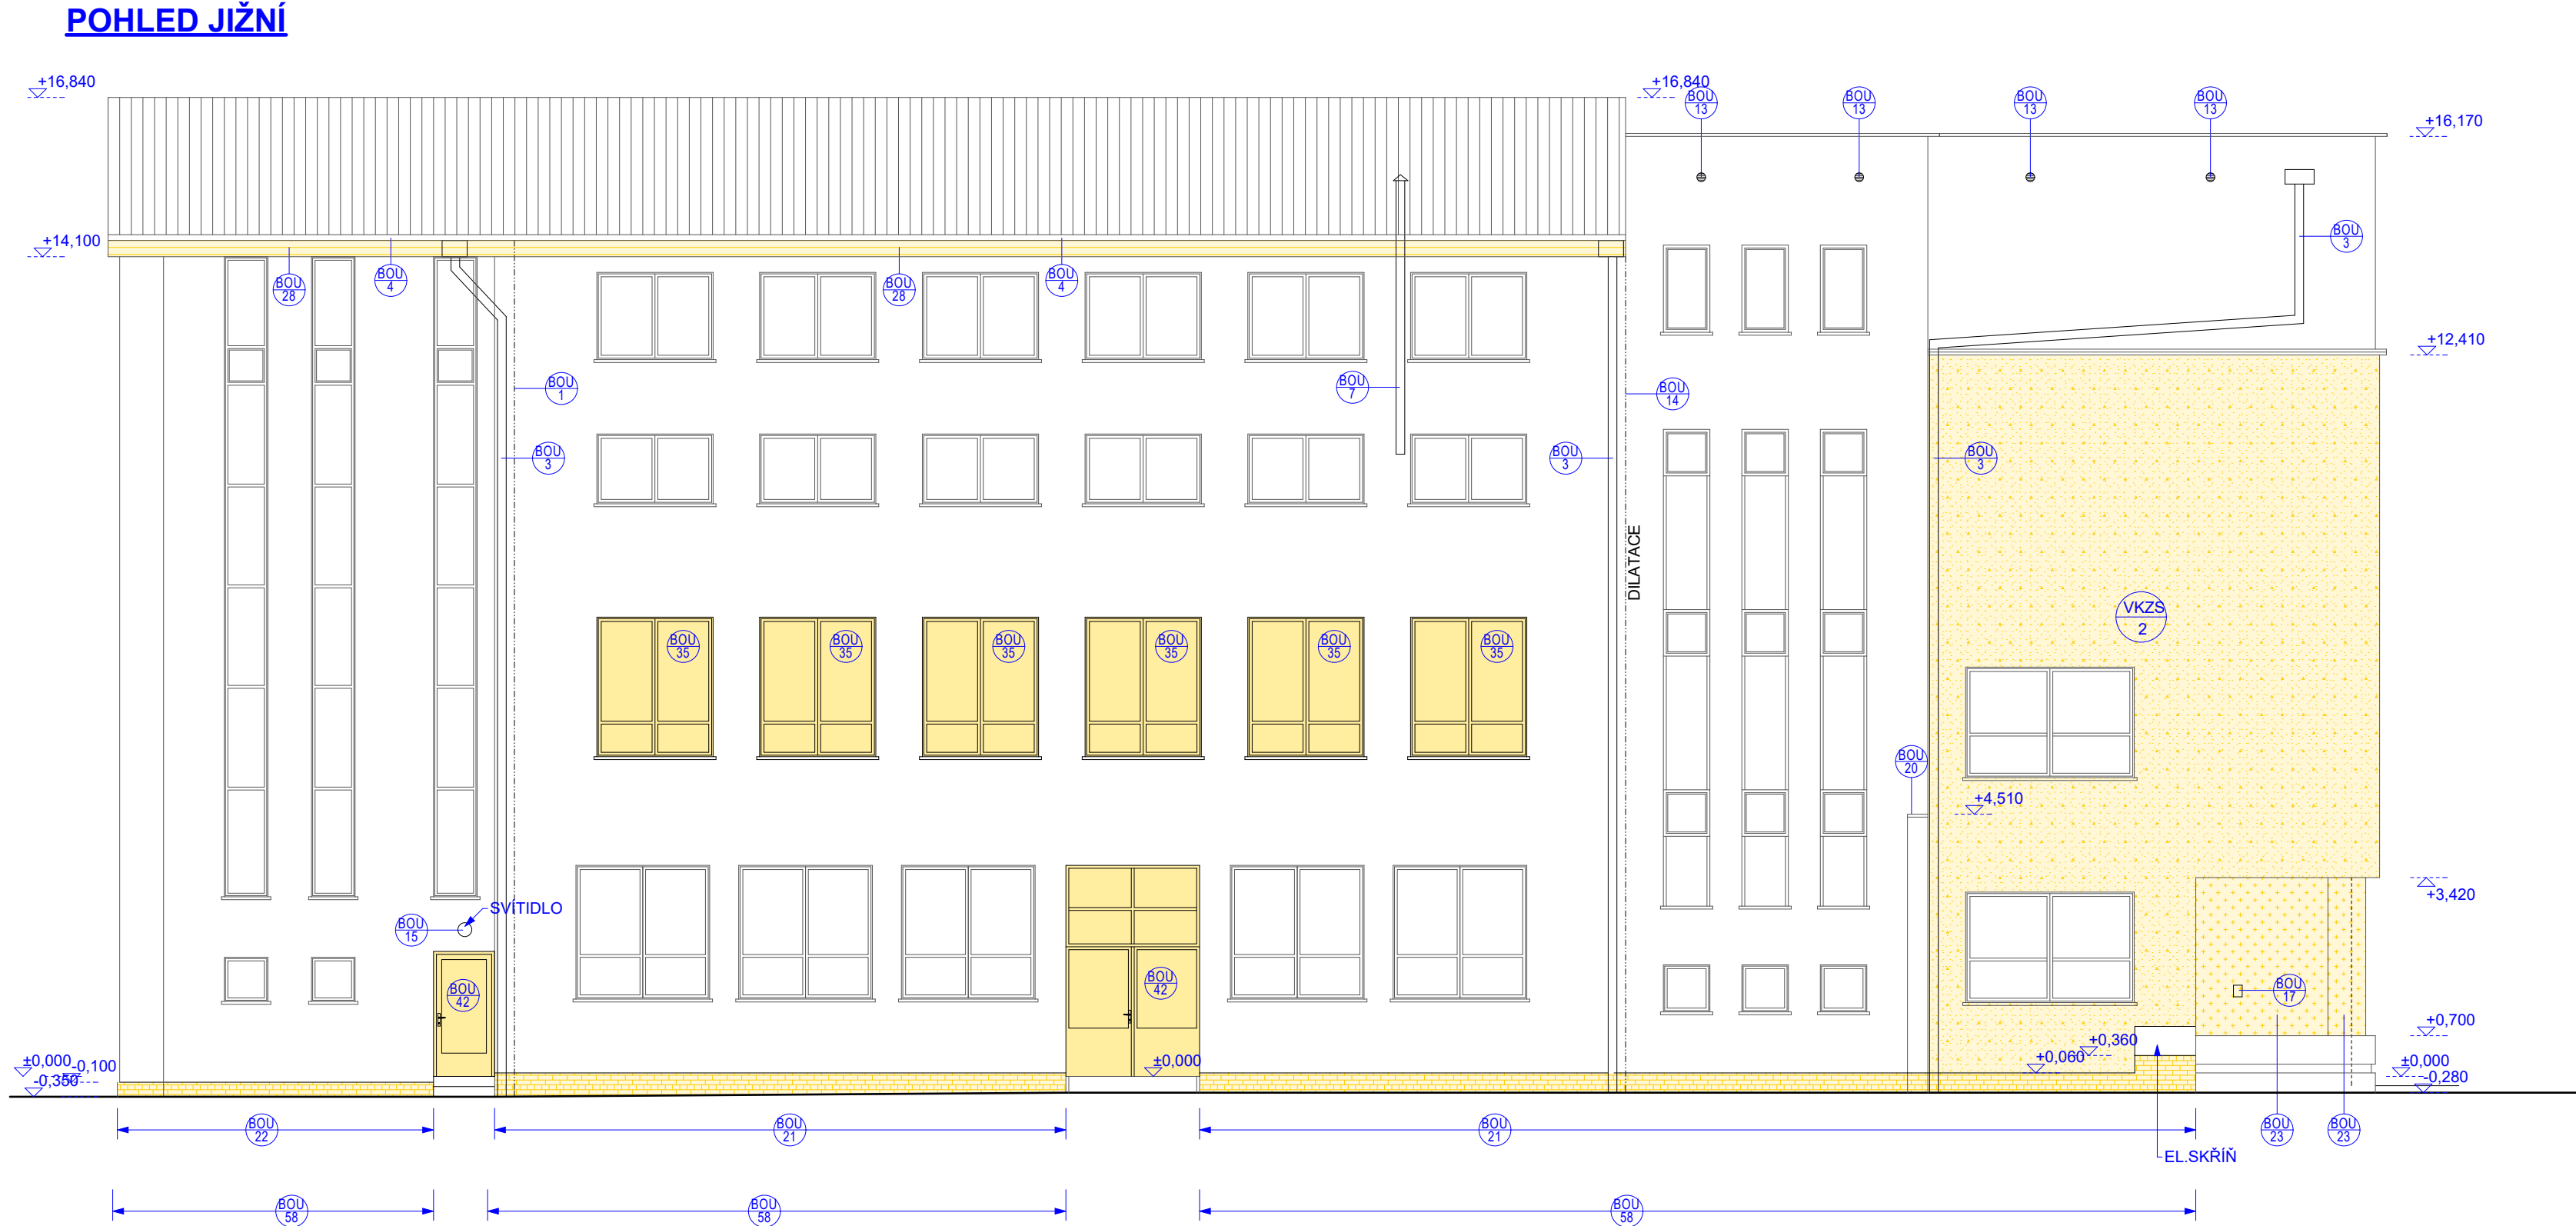 POHLED JIŽNÍ
+16,840
+16,840
BOU
13
BOU
13
BOU
13
BOU
13
+16,170
+14,100
BOU
28
BOU
4
BOU
28
BOU
4
BOU
3
+12,410
BOU
1
BOU
7
BOU
14
BOU
3
BOU
3
BOU
3
DILATACE
VKZS
2
BOU
35
BOU
35
BOU
35
BOU
35
BOU
35
BOU
35
BOU
20
+4,510
+3,420
SVÍTIDLO
BOU
15
BOU
42
BOU
42
BOU
17
+0,700
+0,360
+0,060
±0,000
-0,100
-0,350
±0,000
±0,000
-0,280
BOU
22
BOU
21
BOU
21
BOU
23
BOU
23
EL.SKŘÍŇ
BOU
58
BOU
58
BOU
58